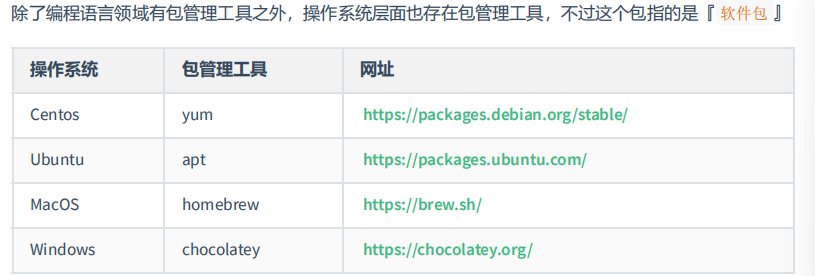 除了编程语言领域有包管理工具之外，操作系统层面也存在包管理工具，不过这个包指的是『 软件包 』
操作系统 包管理工具 网址
Centos yum https://packages.debian.org/stable/
Ubuntu apt https://packages.ubuntu.com/
MacOS homebrew https://brew.sh/
Windows chocolatey https://chocolatey.org/